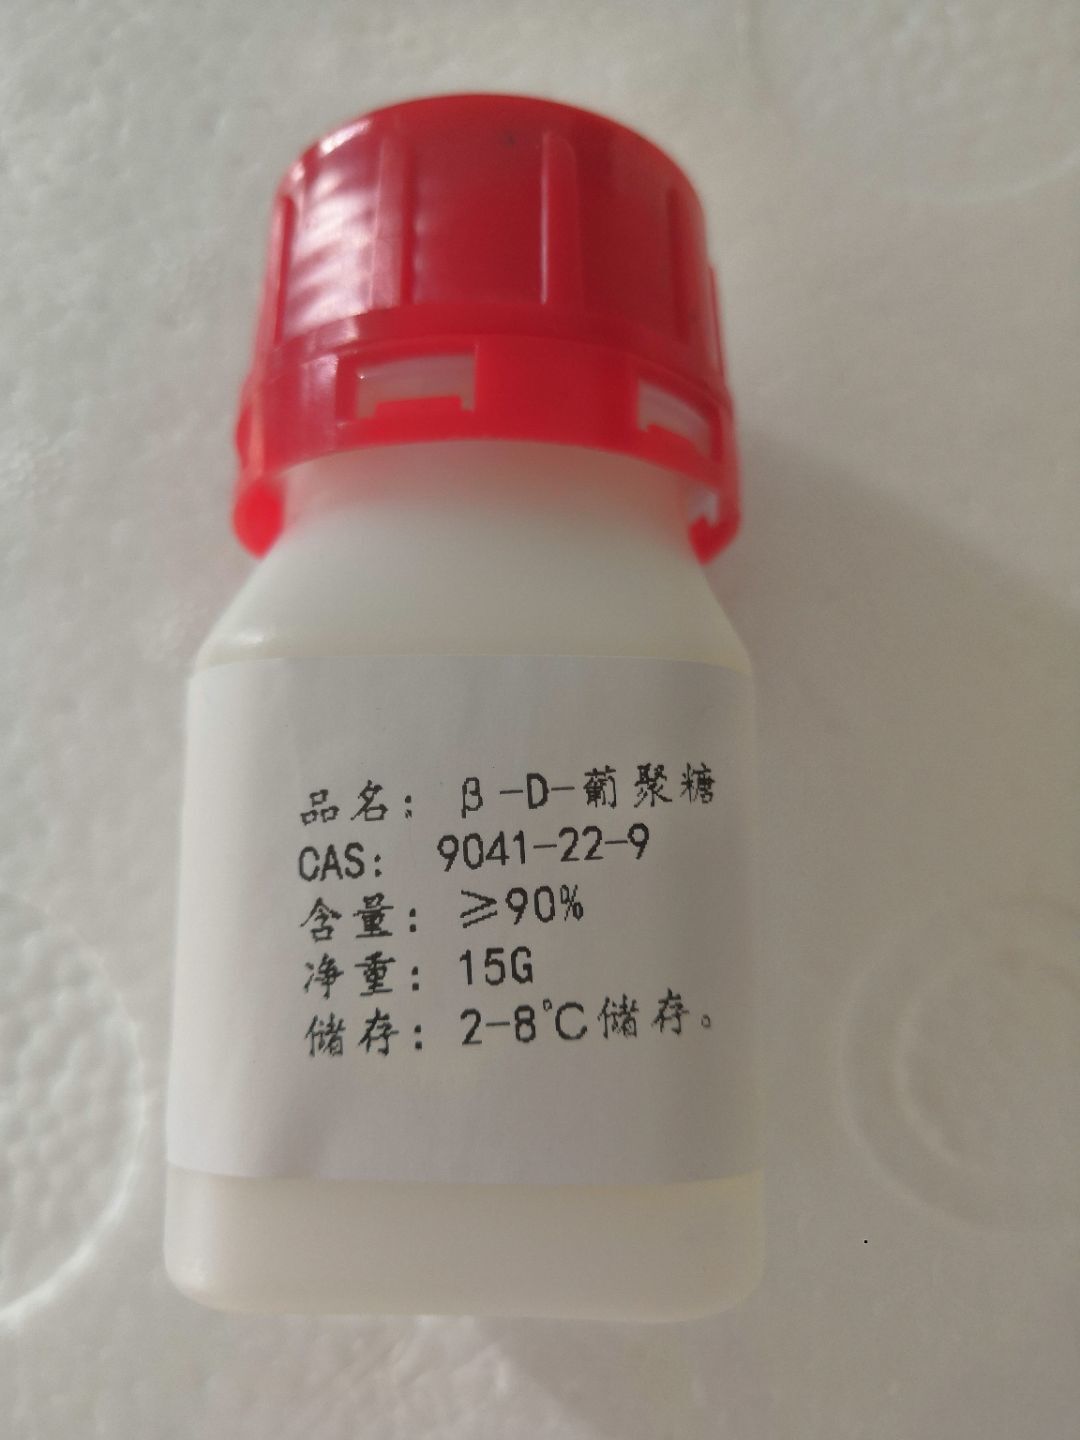 品名：β-D-葡聚糖
CAS: 9041-22-9
含量：≥90%
净重：15G
储存：2-8℃储存。